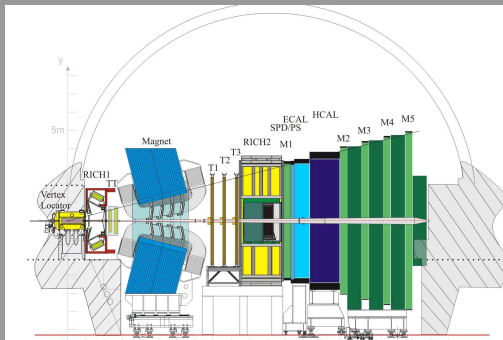 y
5m
Vertex
Locator
RICH1
TT
Magnet
T1
T2
T3
RICH2
M1
SPD/PS
ECAL
HCAL
M2
M3
M4
M5